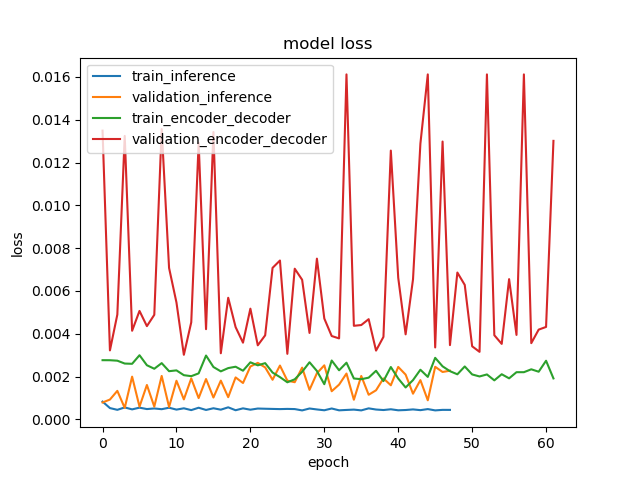 model loss
train_inference
validation_inference
train_encoder_decoder
validation_encoder_decoder
0.016
0.014
0.012
0.010
0.008
0.006
0.004
0.002
0.000
loss
0 10 20 30 40 50 60
epoch